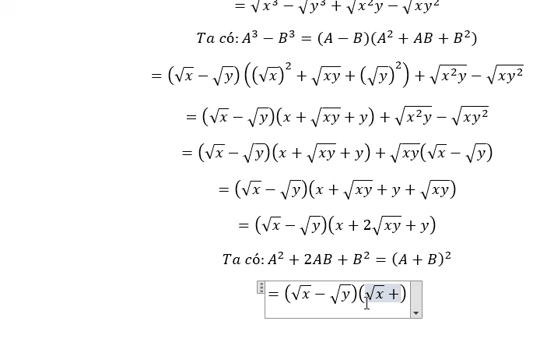 = √x³ − √y³ + √x²y − √xy²
Ta có: A³ − B³ = (A − B)(A² + AB + B²)
= (√x − √y)((√x)² + √xy + (√y)²) + √x²y − √xy²
= (√x − √y)(x + √xy + y) + √x²y − √xy²
= (√x − √y)(x + √xy + y) + √xy(√x − √y)
= (√x − √y)(x + √xy + y + √xy)
= (√x − √y)(x + 2√xy + y)
Ta có: A² + 2AB + B² = (A + B)²
= (√x − √y)(√x +)